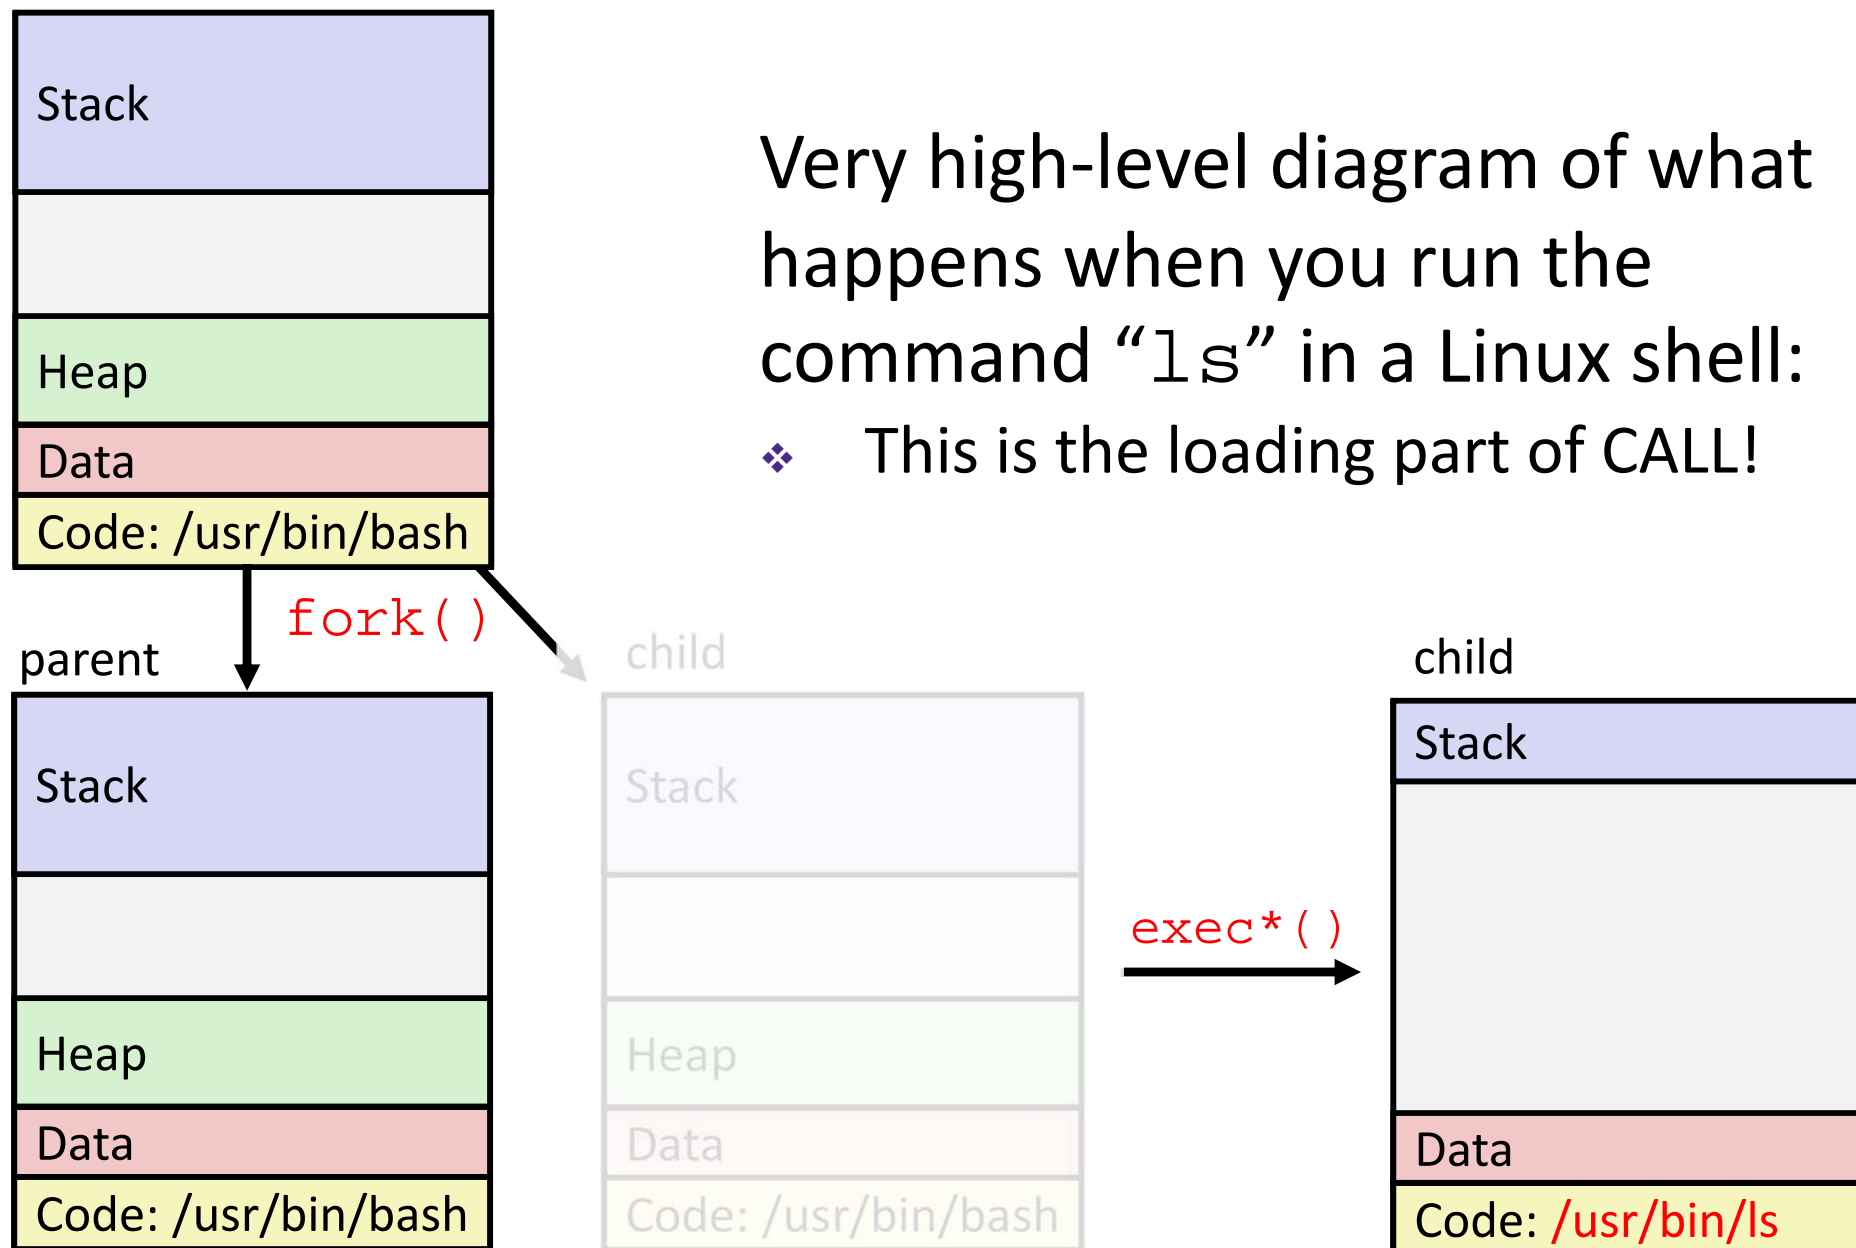 Stack
Heap
Data
Code: /usr/bin/bash
Very high-level diagram of what
happens when you run the
command “ls” in a Linux shell:
❖ This is the loading part of CALL!
fork()
parent
Stack
Heap
Data
Code: /usr/bin/bash
child
Stack
Heap
Data
Code: /usr/bin/bash
exec*()
child
Stack
Data
Code: /usr/bin/ls